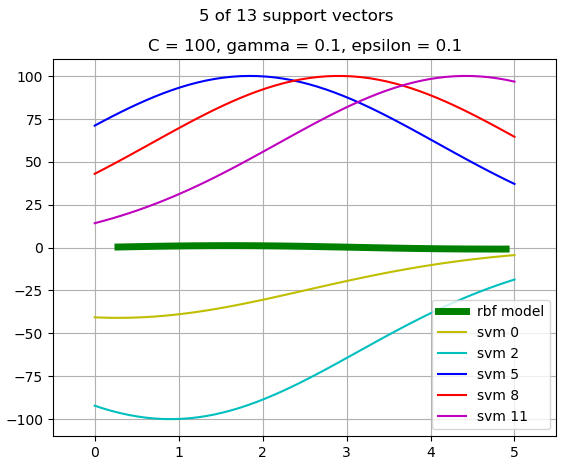 5 of 13 support vectors
C = 100, gamma = 0.1, epsilon = 0.1
100
75
50
25
0
−25
−50
−75
−100
rbf model
svm 0
svm 2
svm 5
svm 8
svm 11
0 1 2 3 4 5